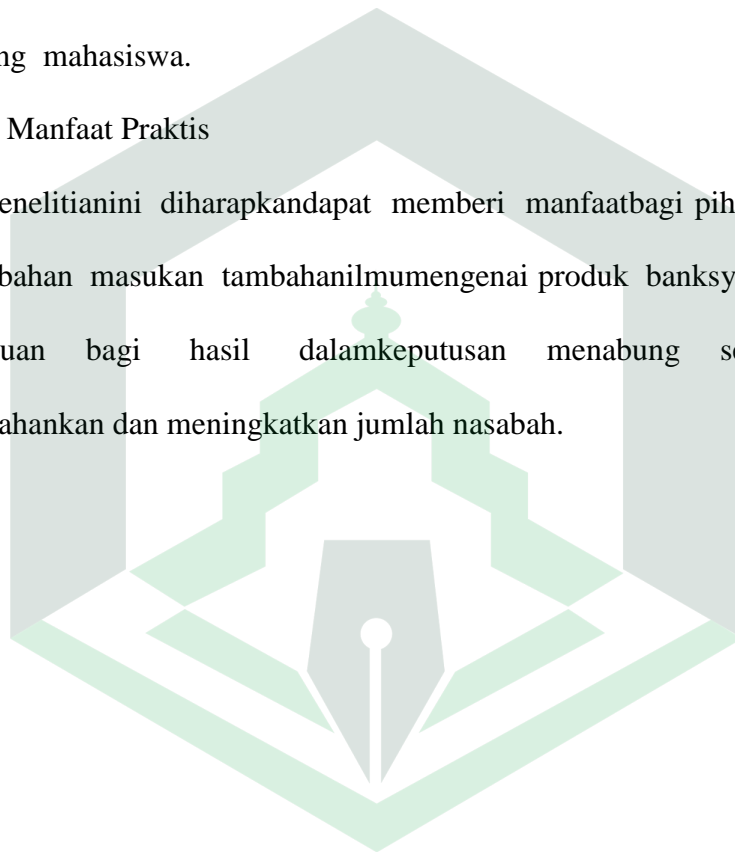 ng mahasiswa.
Manfaat Praktis
enelitianini diharapkandapat memberi manfaatbagi pih
bahan masukan tambahanilmumengenai produk banksy
uan bagi hasil dalamkeputusan menabung se
ahankan dan meningkatkan jumlah nasabah.